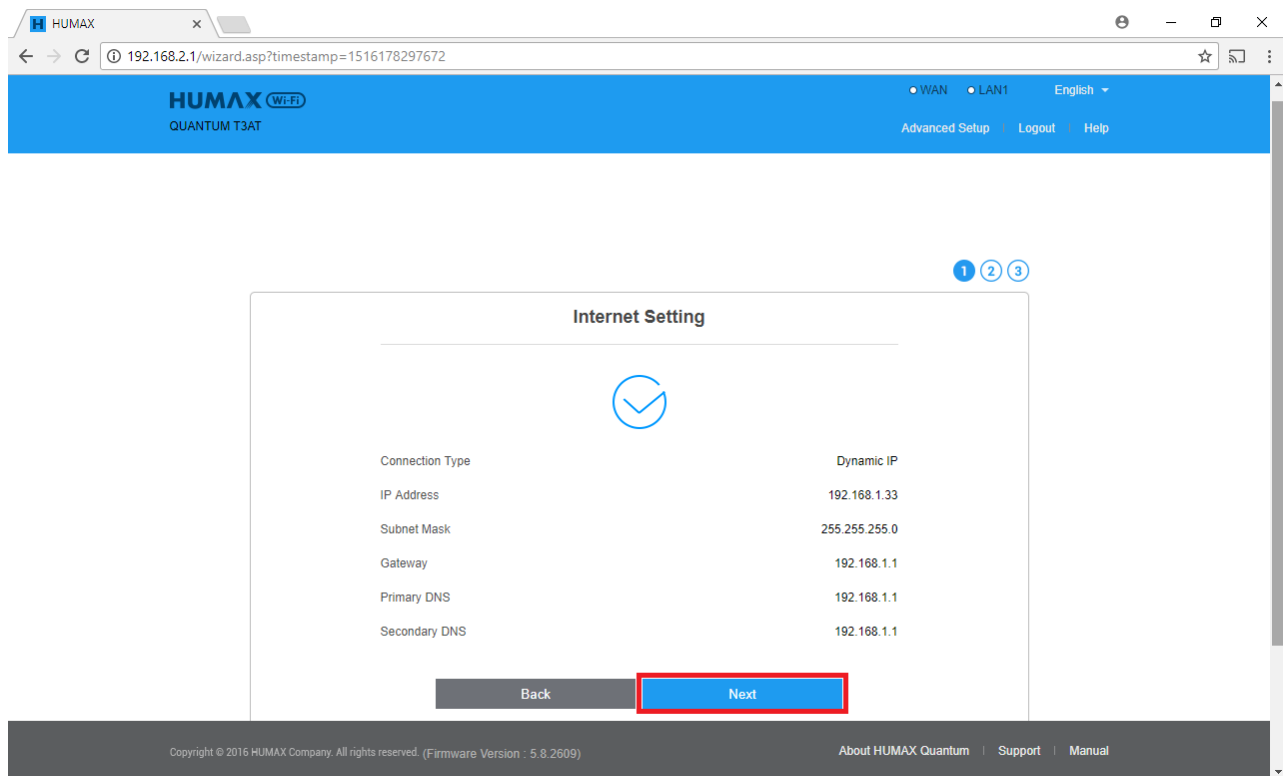 HUMAX
192.168.2.1/wizard.asp?timestamp=1516178297672
HUMAX Wi-Fi
WAN LAN1 English
QUANTUM T3AT
Advanced Setup | Logout | Help
1 2 3
Internet Setting
Connection Type Dynamic IP
IP Address 192.168.1.33
Subnet Mask 255.255.255.0
Gateway 192.168.1.1
Primary DNS 192.168.1.1
Secondary DNS 192.168.1.1
Back Next
Copyright © 2016 HUMAX Company. All rights reserved. (Firmware Version : 5.8.2609) About HUMAX Quantum | Support | Manual